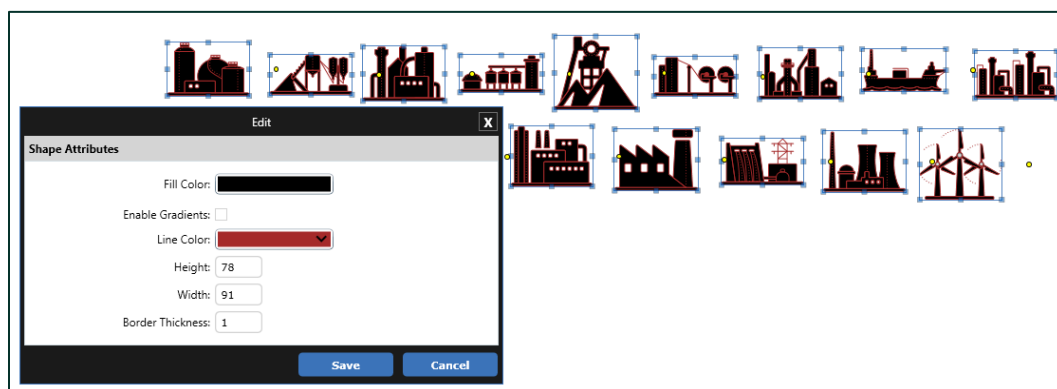 Edit
X
Shape Attributes
Fill Color:
Enable Gradients:
Line Color:
Height: 78
Width: 91
Border Thickness: 1
Save Cancel